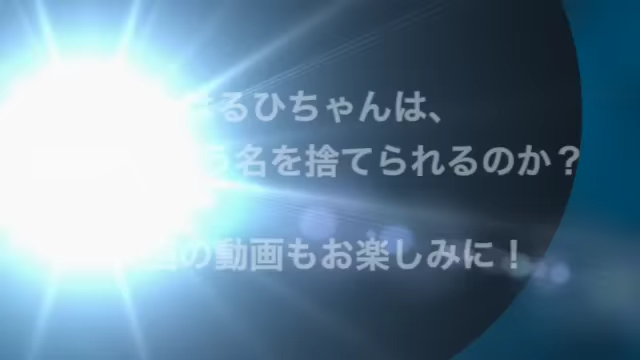 るひちゃんは、
名を捨てられるのか？
の動画もお楽しみに！